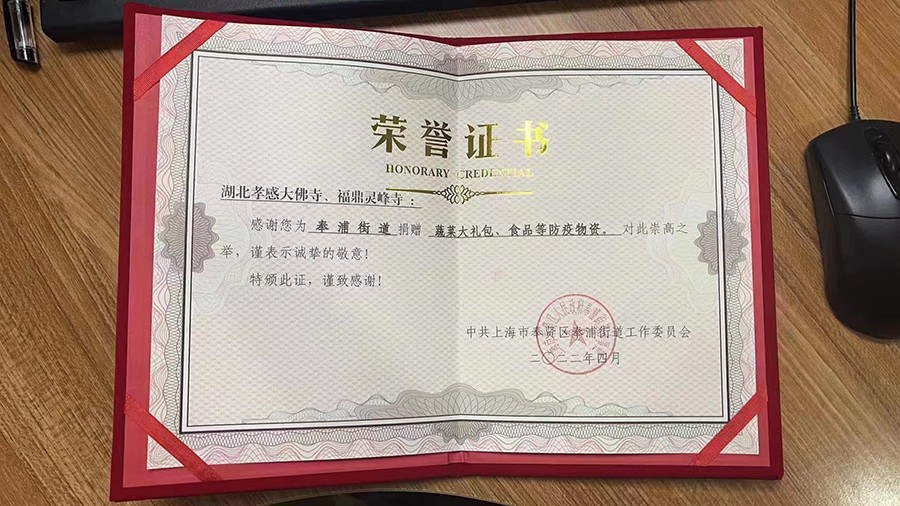 荣誉证书
HONORARY CREDENTIAL
湖北孝感大佛寺、福鼎灵峰寺：
感谢您为 奉浦街道 捐赠 蔬菜大礼包、食品等防疫物资。 对此崇高之
举，谨表示诚挚的敬意！
特颁此证，谨致感谢！
中共上海市奉贤区奉浦街道工作委员会
二〇二二年四月